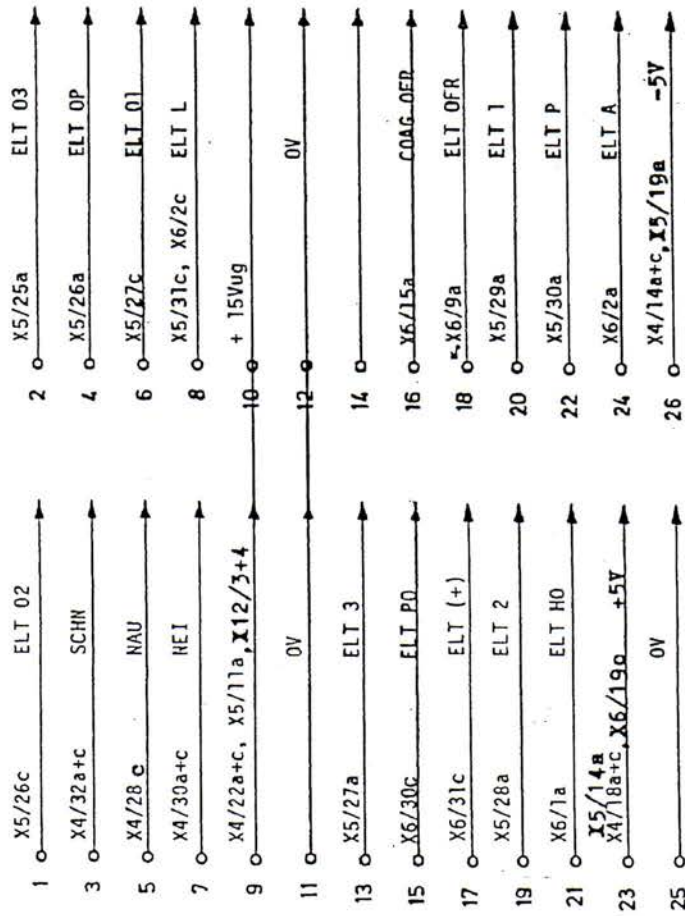 1 X5/26c ELT 02
3 X4/32a+c SCHN
5 X4/28 c NAU
7 X4/30a+c NEI
9 X4/22a+c, X5/11a, X12/3+4
11 0V
13 X5/27a ELT 3
15 X6/30c ELT PO
17 X6/31c ELT (+)
19 X5/28a ELT 2
21 X6/1a ELT HO
X5/14a
23 X4/18a+c, X6/19a +5V
25 0V
2 X5/25a ELT 03
4 X5/26a ELT OP
6 X5/27c ELT 01
8 X5/31c, X6/2c ELT L
10 + 15Vug
12 0V
14
16 X6/15a COAG OFR
18 X6/9a ELT OFR
20 X5/29a ELT 1
22 X5/30a ELT P
24 X6/2a ELT A
26 X4/14a+c, X5/19a -5V